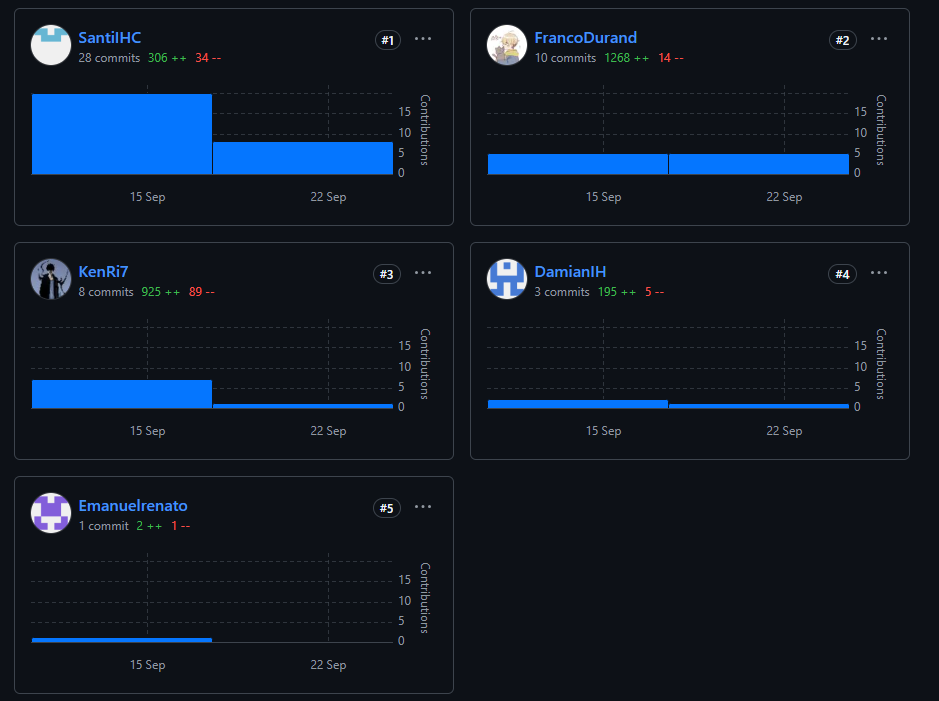 SantiIHC #1 ...
28 commits 306 ++ 34 --
15
10
5
0
Contributions
15 Sep 22 Sep
FrancoDurand #2 ...
10 commits 1268 ++ 14 --
15
10
5
0
Contributions
15 Sep 22 Sep
KenRi7 #3 ...
8 commits 925 ++ 89 --
15
10
5
0
Contributions
15 Sep 22 Sep
DamianIH #4 ...
3 commits 195 ++ 5 --
15
10
5
0
Contributions
15 Sep 22 Sep
Emanuelrenato #5 ...
1 commit 2 ++ 1 --
15
10
5
0
Contributions
15 Sep 22 Sep